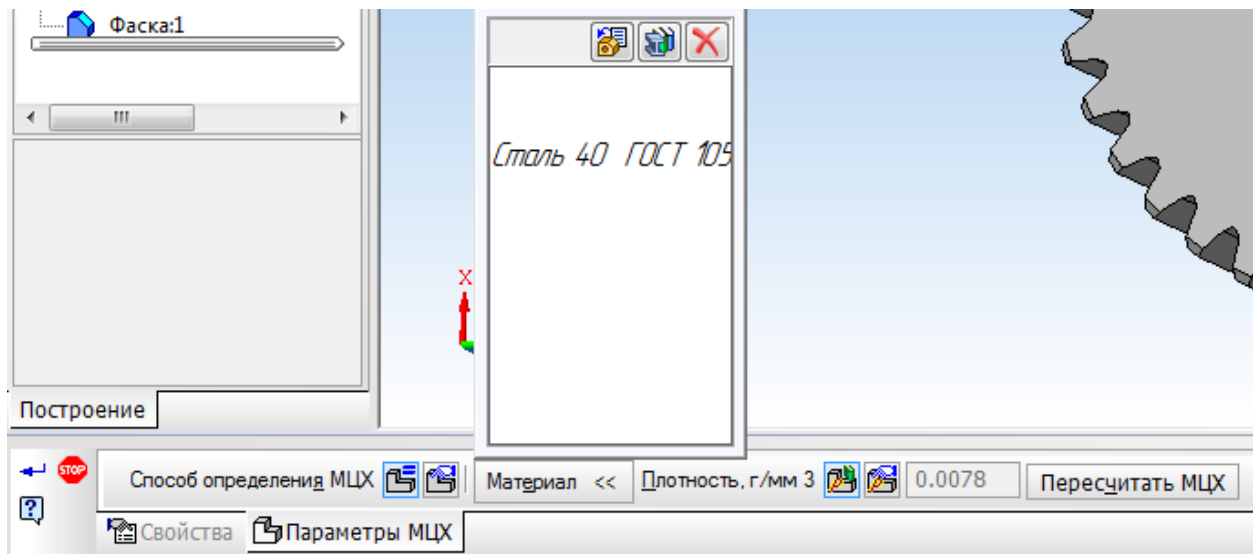 Фаска:1
Сталь 40 ГОСТ 105
X
Построение
STOP
Способ определения МЦХ
Материал <<
Плотность, г/мм 3
0.0078
Пересчитать МЦХ
Свойства
Параметры МЦХ